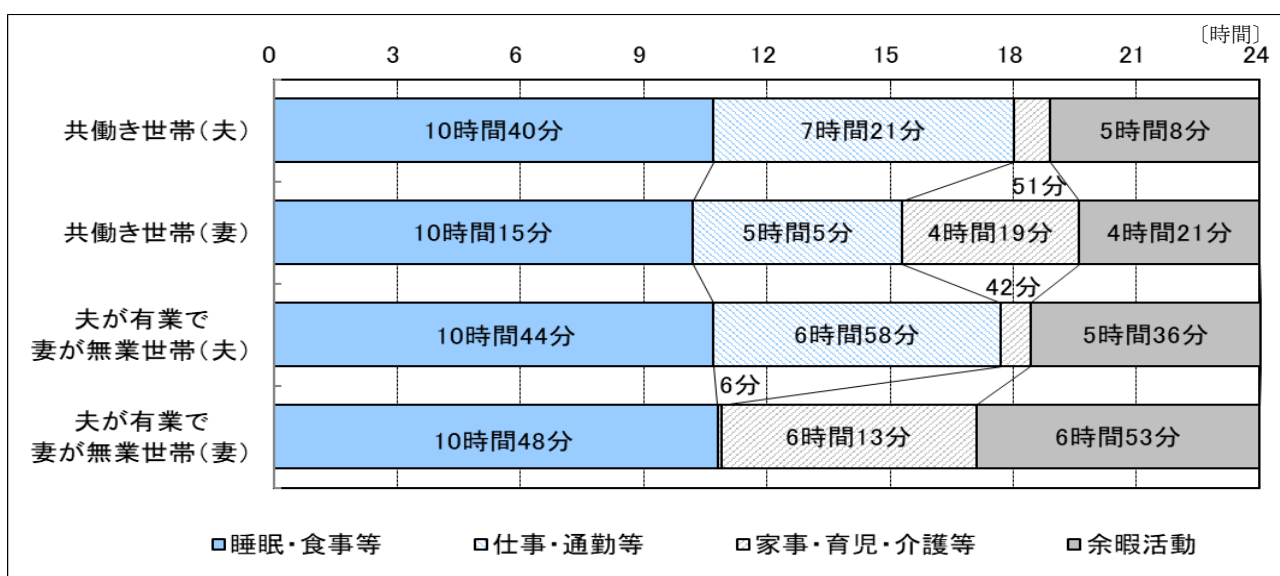 〔時間〕
0 3 6 9 12 15 18 21 24
共働き世帯(夫) 10時間40分 7時間21分 5時間8分
51分
共働き世帯(妻) 10時間15分 5時間5分 4時間19分 4時間21分
42分
夫が有業で
妻が無業世帯(夫) 10時間44分 6時間58分 5時間36分
6分
夫が有業で
妻が無業世帯(妻) 10時間48分 6時間13分 6時間53分
睡眠・食事等 仕事・通勤等 家事・育児・介護等 余暇活動